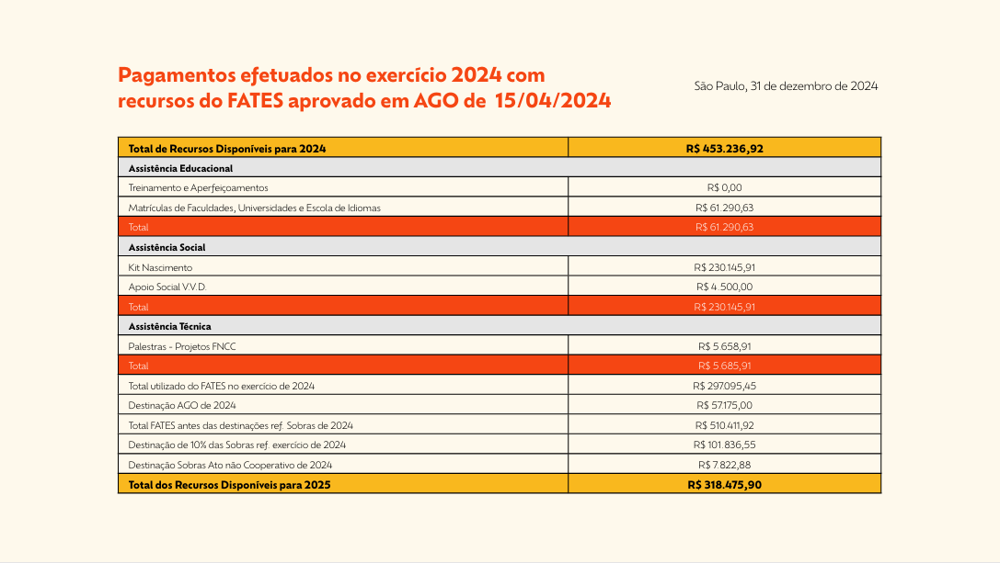 Pagamentos efetuados no exercício 2024 com
recursos do FATES aprovado em AGO de 15/04/2024
São Paulo, 31 de dezembro de 2024
Total de Recursos Disponíveis para 2024 R$ 453.236,92
Assistência Educacional
Treinamento e Aperfeiçoamentos R$ 0,00
Matrículas de Faculdades, Universidades e Escola de Idiomas R$ 61.290,63
Total R$ 61.290,63
Assistência Social
Kit Nascimento R$ 230.145,91
Apoio Social V.V.D. R$ 4.500,00
Total R$ 230.145,91
Assistência Técnica
Palestras - Projetos FNCC R$ 5.658,91
Total R$ 5.685,91
Total utilizado do FATES no exercício de 2024 R$ 297.095,45
Destinação AGO de 2024 R$ 57.175,00
Total FATES antes das destinações ref. Sobras de 2024 R$ 510.411,92
Destinação de 10% das Sobras ref. exercício de 2024 R$ 101.836,55
Destinação Sobras Ato não Cooperativo de 2024 R$ 7.822,88
Total dos Recursos Disponíveis para 2025 R$ 318.475,90